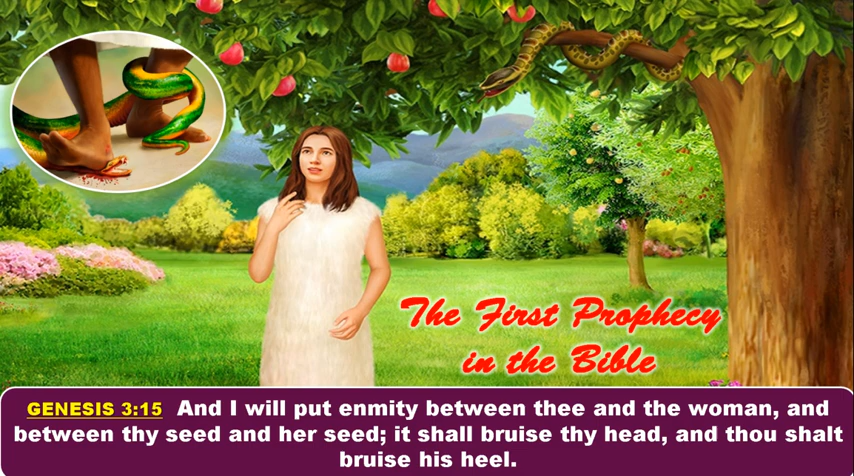 The First Prophecy
in the Bible
GENESIS 3:15 And I will put enmity between thee and the woman, and
between thy seed and her seed; it shall bruise thy head, and thou shalt
bruise his heel.